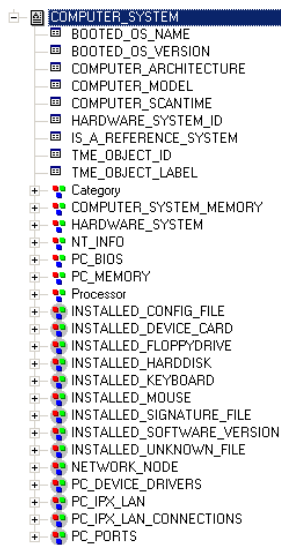 COMPUTER_SYSTEM
BOOTED_OS_NAME
BOOTED_OS_VERSION
COMPUTER_ARCHITECTURE
COMPUTER_MODEL
COMPUTER_SCANTIME
HARDWARE_SYSTEM_ID
IS_A_REFERENCE_SYSTEM
TME_OBJECT_ID
TME_OBJECT_LABEL
Category
COMPUTER_SYSTEM_MEMORY
HARDWARE_SYSTEM
NT_INFO
PC_BIOS
PC_MEMORY
Processor
INSTALLED_CONFIG_FILE
INSTALLED_DEVICE_CARD
INSTALLED_FLOPPYDRIVE
INSTALLED_HARDDISK
INSTALLED_KEYBOARD
INSTALLED_MOUSE
INSTALLED_SIGNATURE_FILE
INSTALLED_SOFTWARE_VERSION
INSTALLED_UNKNOWN_FILE
NETWORK_NODE
PC_DEVICE_DRIVERS
PC_IPX_LAN
PC_IPX_LAN_CONNECTIONS
PC_PORTS